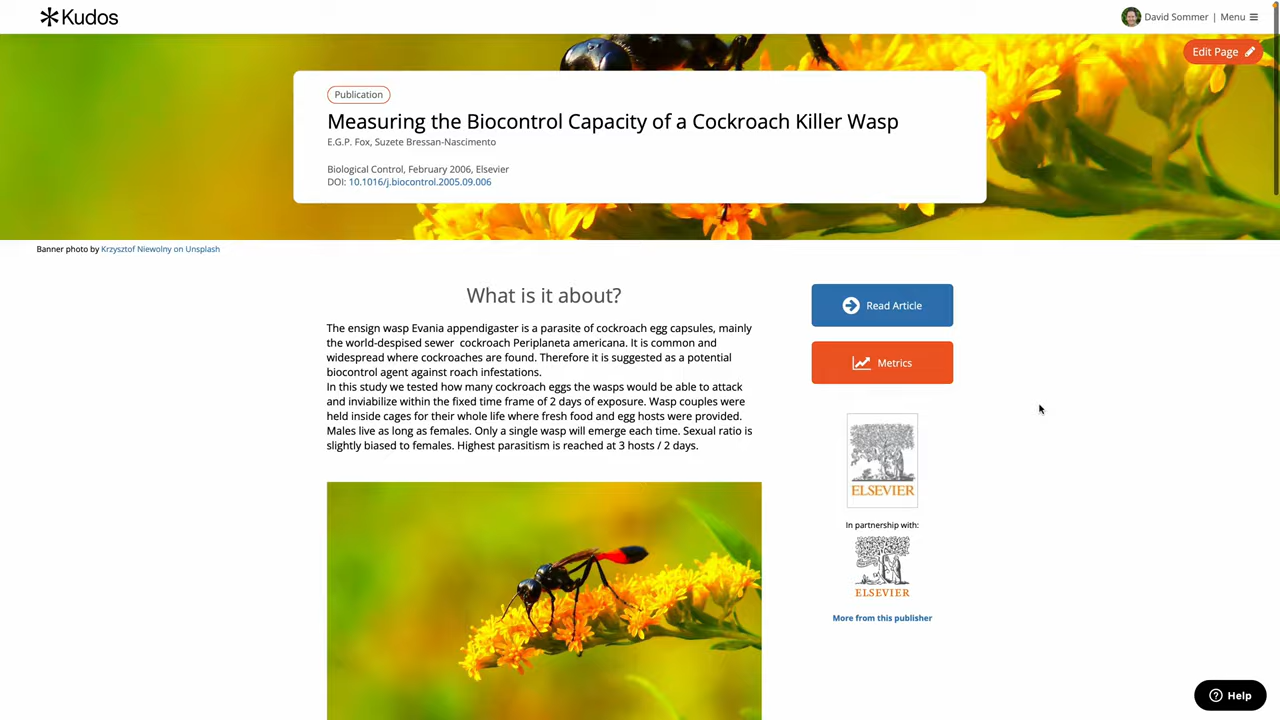 Kudos
David Sommer | Menu
Edit Page
Publication
Measuring the Biocontrol Capacity of a Cockroach Killer Wasp
E.G.P. Fox, Suzete Bressan-Nascimento
Biological Control, February 2006, Elsevier
DOI: 10.1016/j.biocontrol.2005.09.006
Banner photo by Krzysztof Niewolny on Unsplash
What is it about?
The ensign wasp Evania appendigaster is a parasite of cockroach egg capsules, mainly
the world-despised sewer  cockroach Periplaneta americana. It is common and
widespread where cockroaches are found. Therefore it is suggested as a potential
biocontrol agent against roach infestations.
In this study we tested how many cockroach eggs the wasps would be able to attack
and inviabilize within the fixed time frame of 2 days of exposure. Wasp couples were
held inside cages for their whole life where fresh food and egg hosts were provided.
Males live as long as females. Only a single wasp will emerge each time. Sexual ratio is
slightly biased to females. Highest parasitism is reached at 3 hosts / 2 days.
Read Article
Metrics
ELSEVIER
In partnership with:
ELSEVIER
More from this publisher
Help